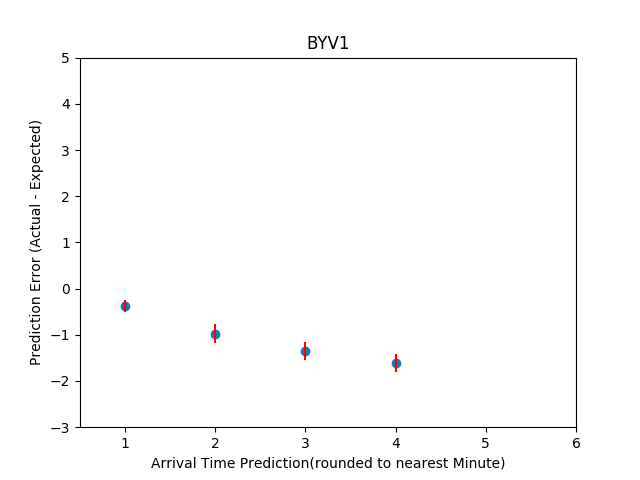 BYV1
5
4
3
2
1
0
−1
−2
−3
Prediction Error (Actual - Expected)
1 2 3 4 5 6
Arrival Time Prediction(rounded to nearest Minute)